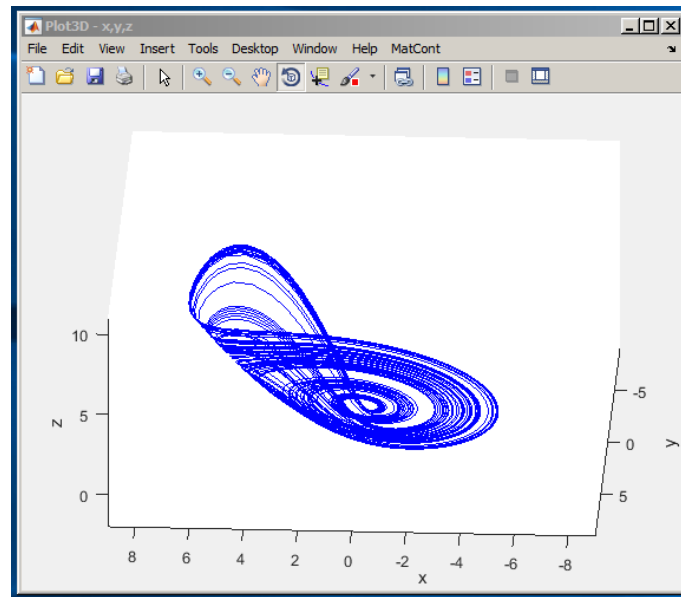 Plot3D - x,y,z
File Edit View Insert Tools Desktop Window Help MatCont
10
5
0
z
8 6 4 2 0 -2 -4 -6 -8
x
-5
0
5
y